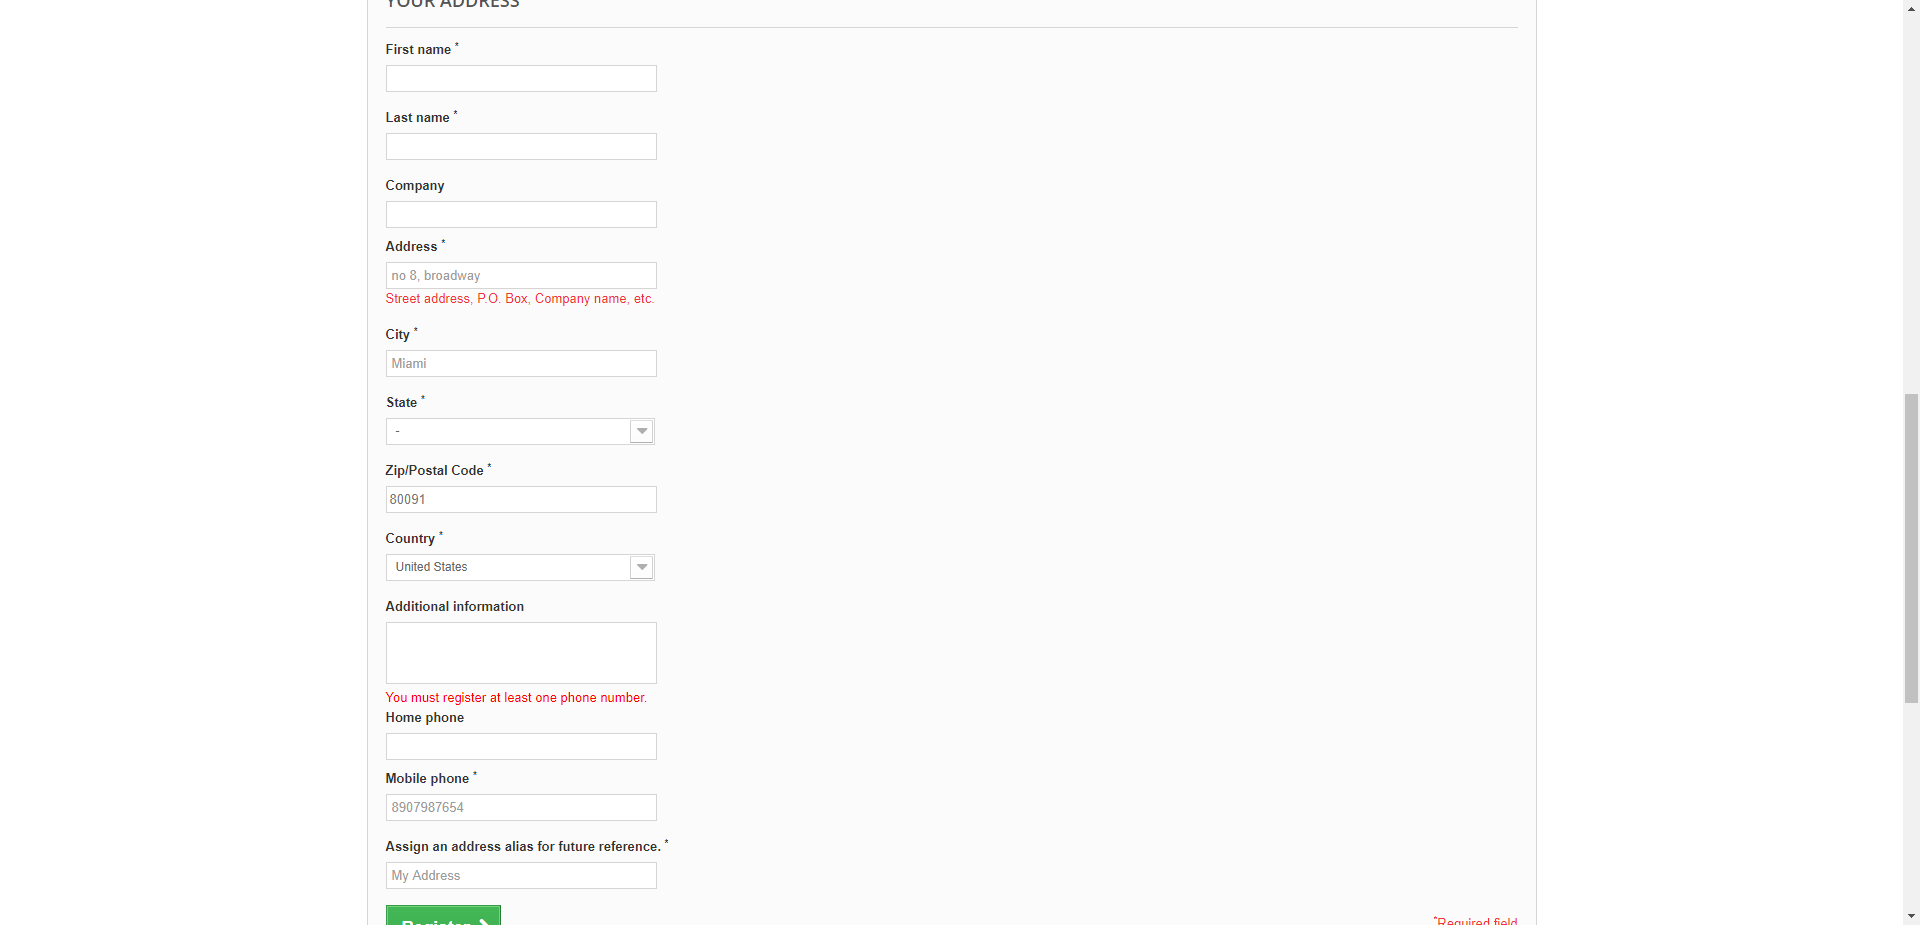 YOUR ADDRESS
First name *
Last name *
Company
Address *
no 8, broadway
Street address, P.O. Box, Company name, etc.
City *
Miami
State *
-
Zip/Postal Code *
80091
Country *
United States
Additional information
You must register at least one phone number.
Home phone
Mobile phone *
8907987654
Assign an address alias for future reference. *
My Address
Register
*Required field